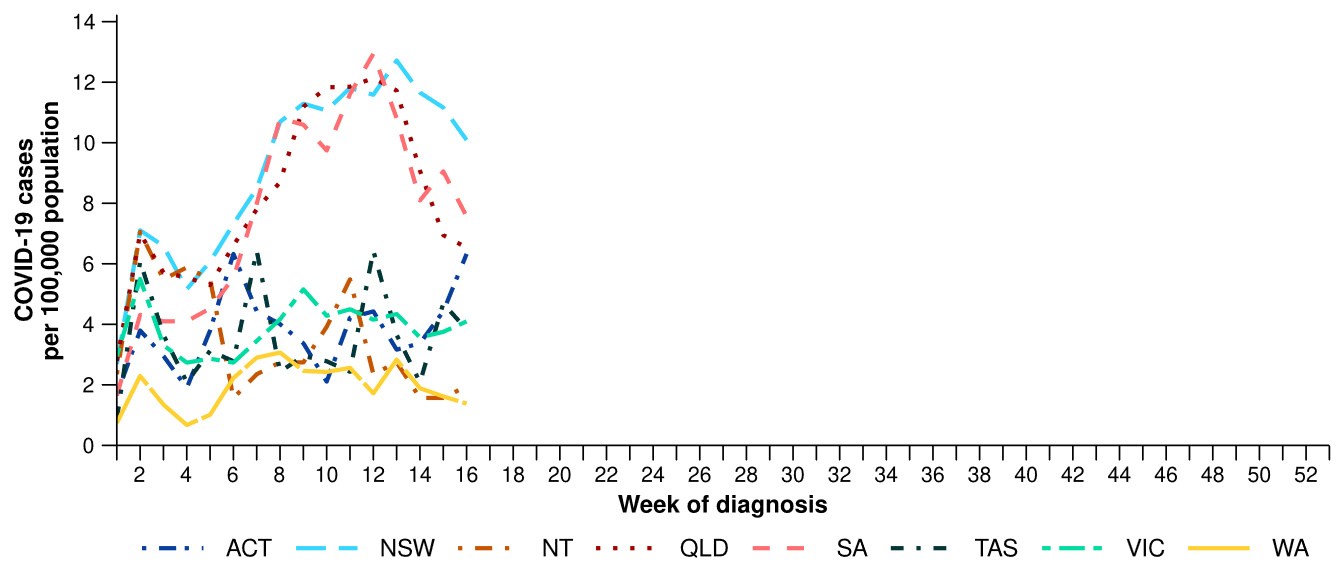 14
12
10
8
6
4
2
0
COVID-19 cases
per 100,000 population
2 4 6 8 10 12 14 16 18 20 22 24 26 28 30 32 34 36 38 40 42 44 46 48 50 52
Week of diagnosis
ACT NSW NT QLD SA TAS VIC WA